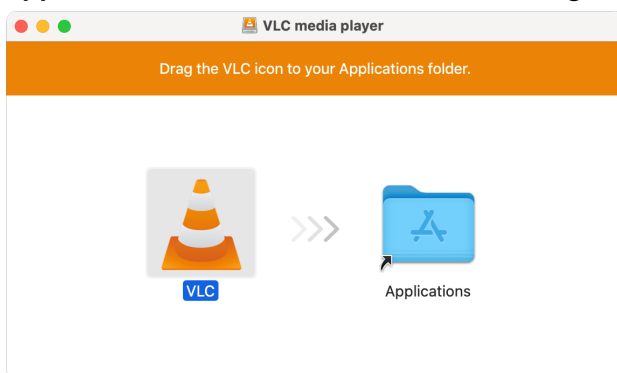 VLC media player
Drag the VLC icon to your Applications folder.
VLC
Applications